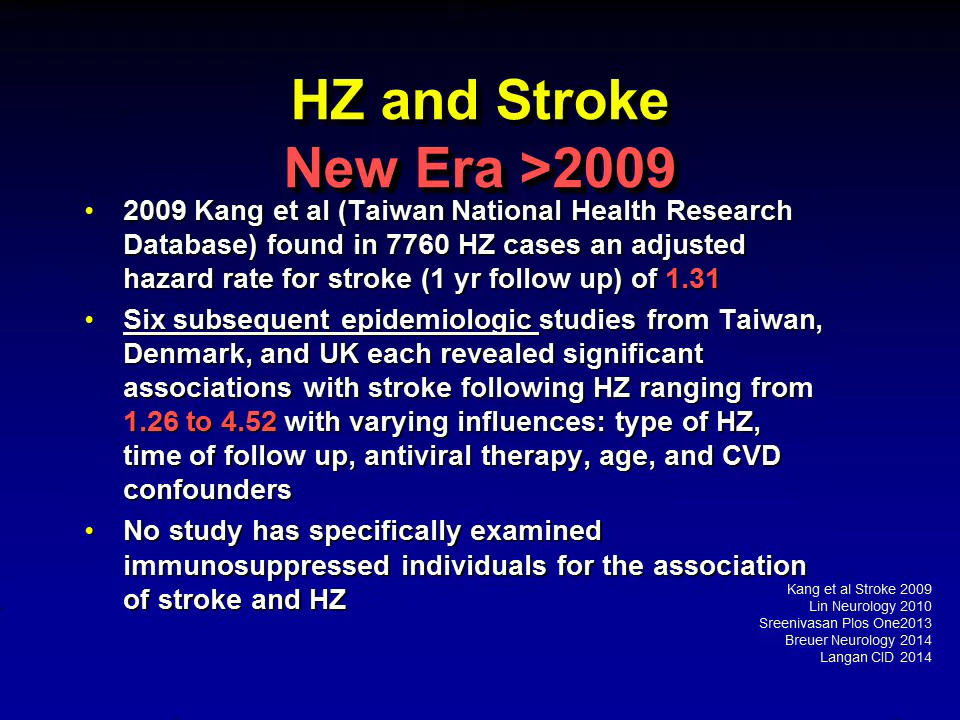 HZ and Stroke
New Era >2009
• 2009 Kang et al (Taiwan National Health Research
Database) found in 7760 HZ cases an adjusted
hazard rate for stroke (1 yr follow up) of 1.31
• Six subsequent epidemiologic studies from Taiwan,
Denmark, and UK each revealed significant
associations with stroke following HZ ranging from
1.26 to 4.52 with varying influences: type of HZ,
time of follow up, antiviral therapy, age, and CVD
confounders
• No study has specifically examined
immunosuppressed individuals for the association
of stroke and HZ
Kang et al Stroke 2009
Lin Neurology 2010
Sreenivasan Plos One2013
Breuer Neurology 2014
Langan CID 2014